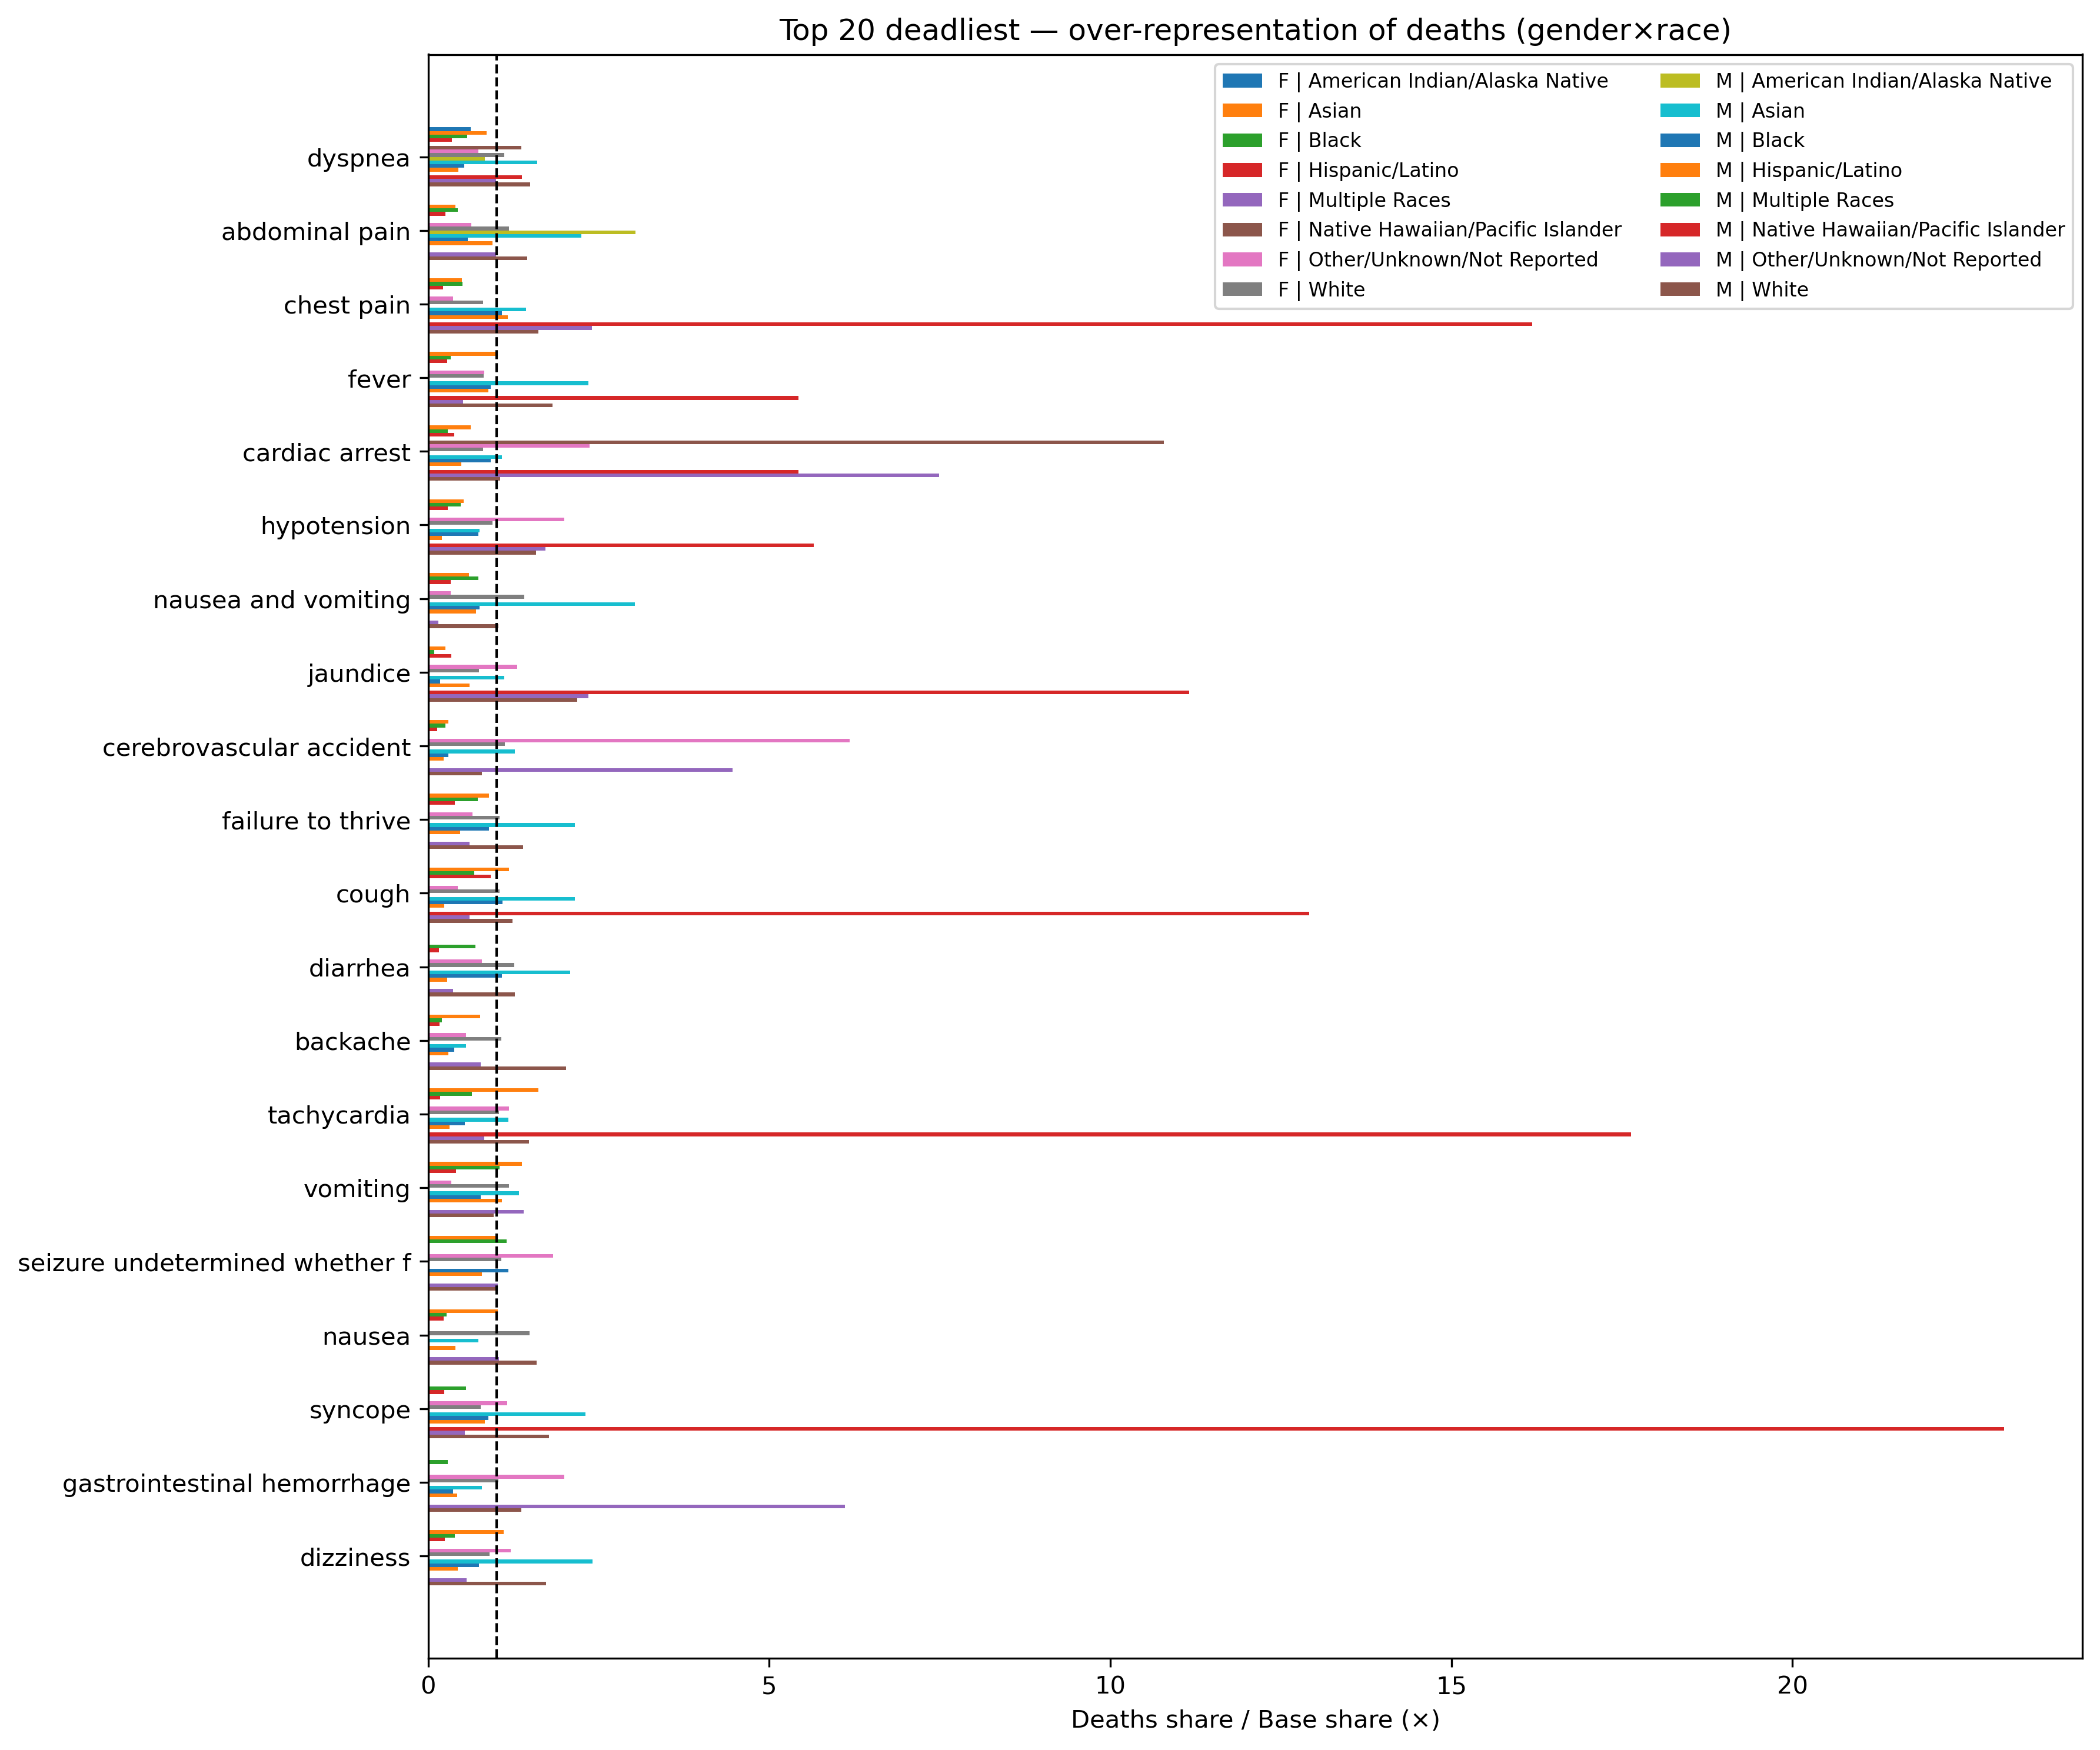 Top 20 deadliest — over-representation of deaths (gender×race)
F | American Indian/Alaska Native
F | Asian
F | Black
F | Hispanic/Latino
F | Multiple Races
F | Native Hawaiian/Pacific Islander
F | Other/Unknown/Not Reported
F | White
M | American Indian/Alaska Native
M | Asian
M | Black
M | Hispanic/Latino
M | Multiple Races
M | Native Hawaiian/Pacific Islander
M | Other/Unknown/Not Reported
M | White
dyspnea
abdominal pain
chest pain
fever
cardiac arrest
hypotension
nausea and vomiting
jaundice
cerebrovascular accident
failure to thrive
cough
diarrhea
backache
tachycardia
vomiting
seizure undetermined whether f
nausea
syncope
gastrointestinal hemorrhage
dizziness
0 5 10 15 20
Deaths share / Base share (×)